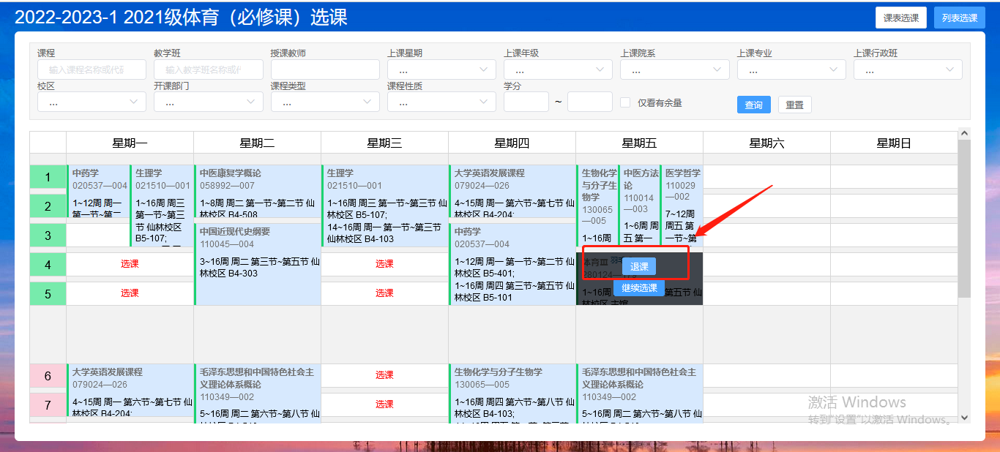 2022-2023-1 2021级体育（必修课）选课
课表选课
列表选课
课程
教学班
授课教师
上课星期
上课年级
上课院系
上课专业
上课行政班
输入课程名称或代码
输入教学班名称或代
...
...
...
...
...
校区
开课部门
课程类型
课程性质
学分
...
...
...
...
~
仅看有余量
查询
重置
星期一
星期二
星期三
星期四
星期五
星期六
星期日
1
2
3
4
5
6
7
中药学
020537—004
1~12周 周一
第一节~第二
生理学
021510—001
1~16周 周三
第一节~第三
节 仙林校区
B5-107;
选课
选课
中医康复学概论
058992—007
1~8周 周二 第一节~第二节 仙
林校区 B4-508
中国近现代史纲要
110045—004
3~16周 周二 第三节~第五节 仙
林校区 B4-303
生理学
021510—001
1~16周 周三 第一节~第三节 仙
林校区 B5-107;
14~16周 周一 第一节~第三节
仙林校区 B4-103
选课
选课
大学英语发展课程
079024—026
4~15周 周一 第六节~第七节 仙
林校区 B4-204;
中药学
020537—004
1~12周 周一 第一节~第二节 仙
林校区 B5-401;
1~16周 周四 第三节~第五节 仙
林校区 B5-101
生物化学
与分子生
物学
130065
—005
1~16周
中医方法
论
110014
—003
1~6周 周
五 第一
医学哲学
110029
—002
7~12周
周五 第
一节~第
体育Ⅲ
280124—
退课
继续选课
1~16周
第五节 仙
林校区
大学英语发展课程
079024—026
4~15周 周一 第六节~第七节 仙
林校区 B4-204;
毛泽东思想和中国特色社会主
义理论体系概论
110349—002
5~16周 周二 第六节~第八节 仙
选课
选课
生物化学与分子生物学
130065—005
1~16周 周四 第六节~第八节 仙
林校区 B4-103;
毛泽东思想和中国特色社会主
义理论体系概论
110349—002
5~16周 周二 第六节~第八节 仙
激活 Windows
转到"设置"以激活 Windows。